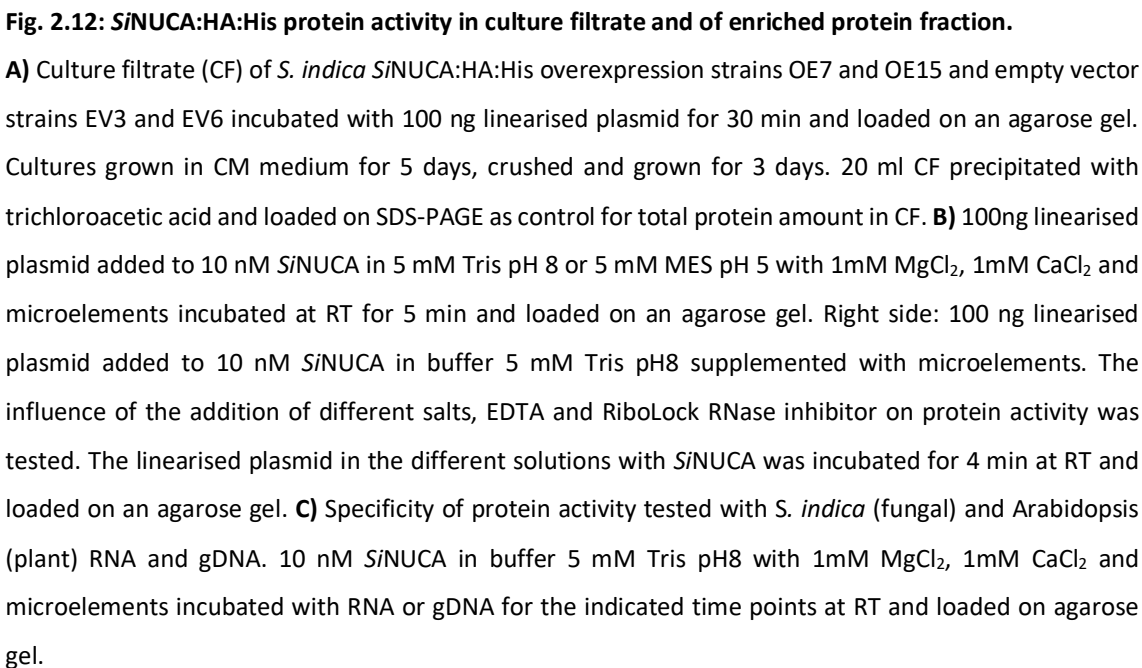 Fig. 2.12: SiNUCA:HA:His protein activity in culture filtrate and of enriched protein fraction.
A) Culture filtrate (CF) of S. indica SiNUCA:HA:His overexpression strains OE7 and OE15 and empty vector
strains EV3 and EV6 incubated with 100 ng linearised plasmid for 30 min and loaded on an agarose gel.
Cultures grown in CM medium for 5 days, crushed and grown for 3 days. 20 ml CF precipitated with
trichloroacetic acid and loaded on SDS-PAGE as control for total protein amount in CF. B) 100ng linearised
plasmid added to 10 nM SiNUCA in 5 mM Tris pH 8 or 5 mM MES pH 5 with 1mM MgCl₂, 1mM CaCl₂ and
microelements incubated at RT for 5 min and loaded on an agarose gel. Right side: 100 ng linearised
plasmid added to 10 nM SiNUCA in buffer 5 mM Tris pH8 supplemented with microelements. The
influence of the addition of different salts, EDTA and RiboLock RNase inhibitor on protein activity was
tested. The linearised plasmid in the different solutions with SiNUCA was incubated for 4 min at RT and
loaded on an agarose gel. C) Specificity of protein activity tested with S. indica (fungal) and Arabidopsis
(plant) RNA and gDNA. 10 nM SiNUCA in buffer 5 mM Tris pH8 with 1mM MgCl₂, 1mM CaCl₂ and
microelements incubated with RNA or gDNA for the indicated time points at RT and loaded on agarose
gel.